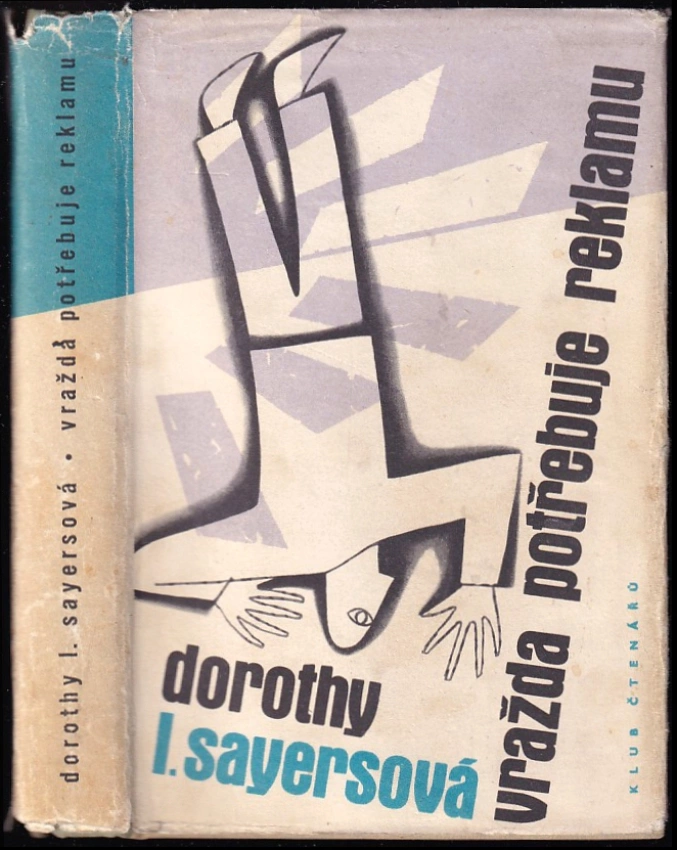 dorothy l. sayersová • vražda potřebuje reklamu
dorothy
l. sayersová
vražda potřebuje reklamu
KLUB ČTENÁŘŮ